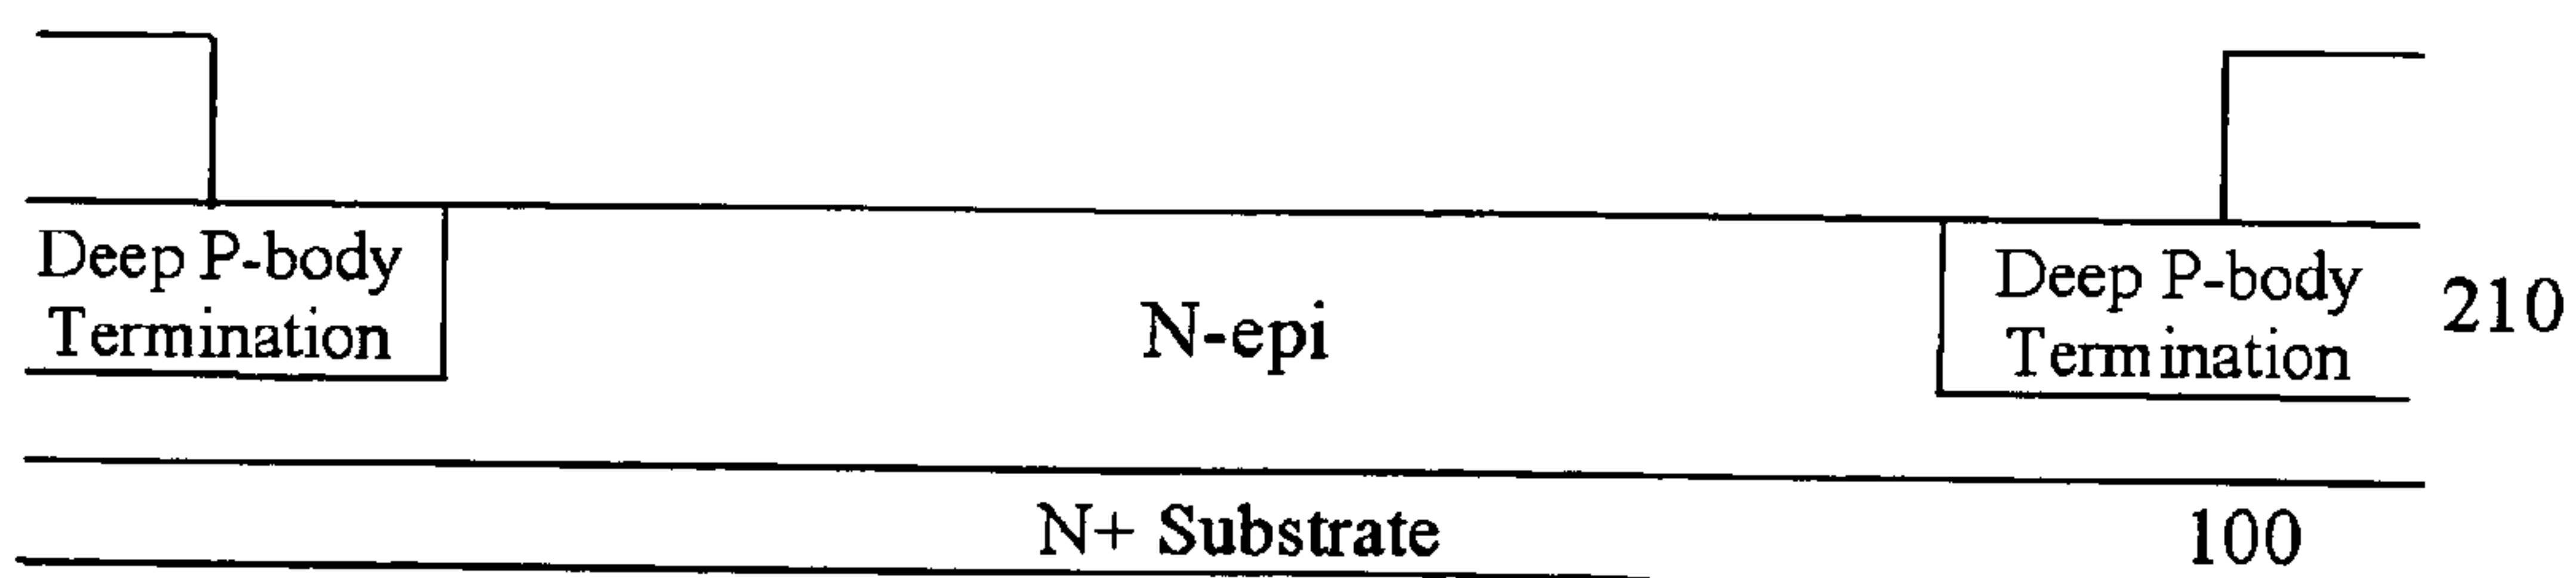 Deep P-body
Termination
N-epi
Deep P-body
Termination
210
N+ Substrate
100